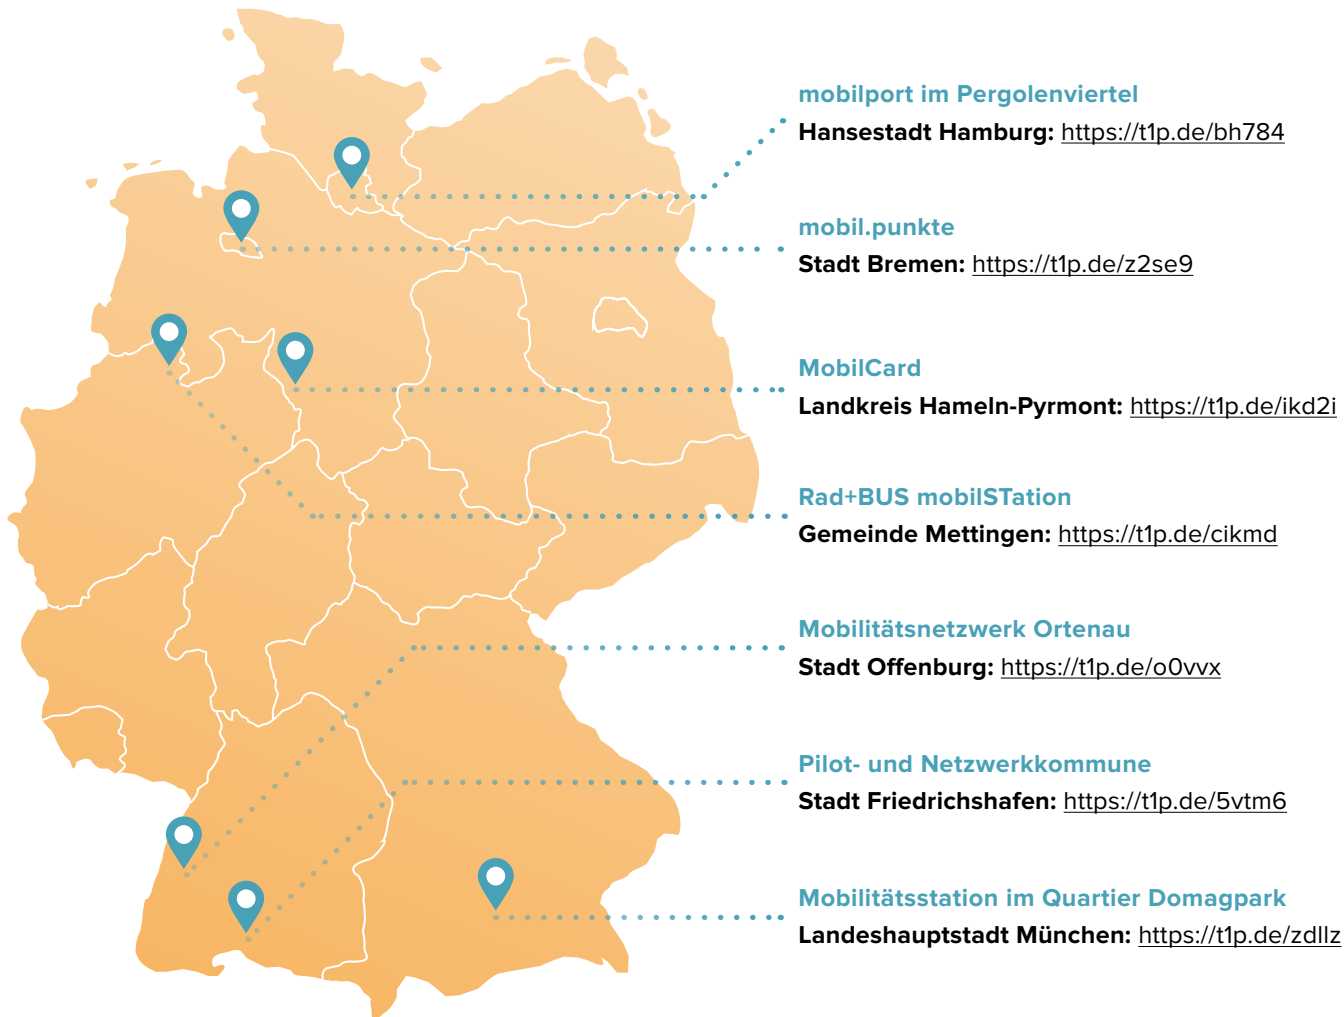 mobilport im Pergolenviertel
Hansestadt Hamburg: https://t1p.de/bh784
mobil.punkte
Stadt Bremen: https://t1p.de/z2se9
MobilCard
Landkreis Hameln-Pyrmont: https://t1p.de/ikd2i
Rad+BUS mobilSTation
Gemeinde Mettingen: https://t1p.de/cikmd
Mobilitätsnetzwerk Ortenau
Stadt Offenburg: https://t1p.de/o0vvx
Pilot- und Netzwerkkommune
Stadt Friedrichshafen: https://t1p.de/5vtm6
Mobilitätsstation im Quartier Domagpark
Landeshauptstadt München: https://t1p.de/zdllz